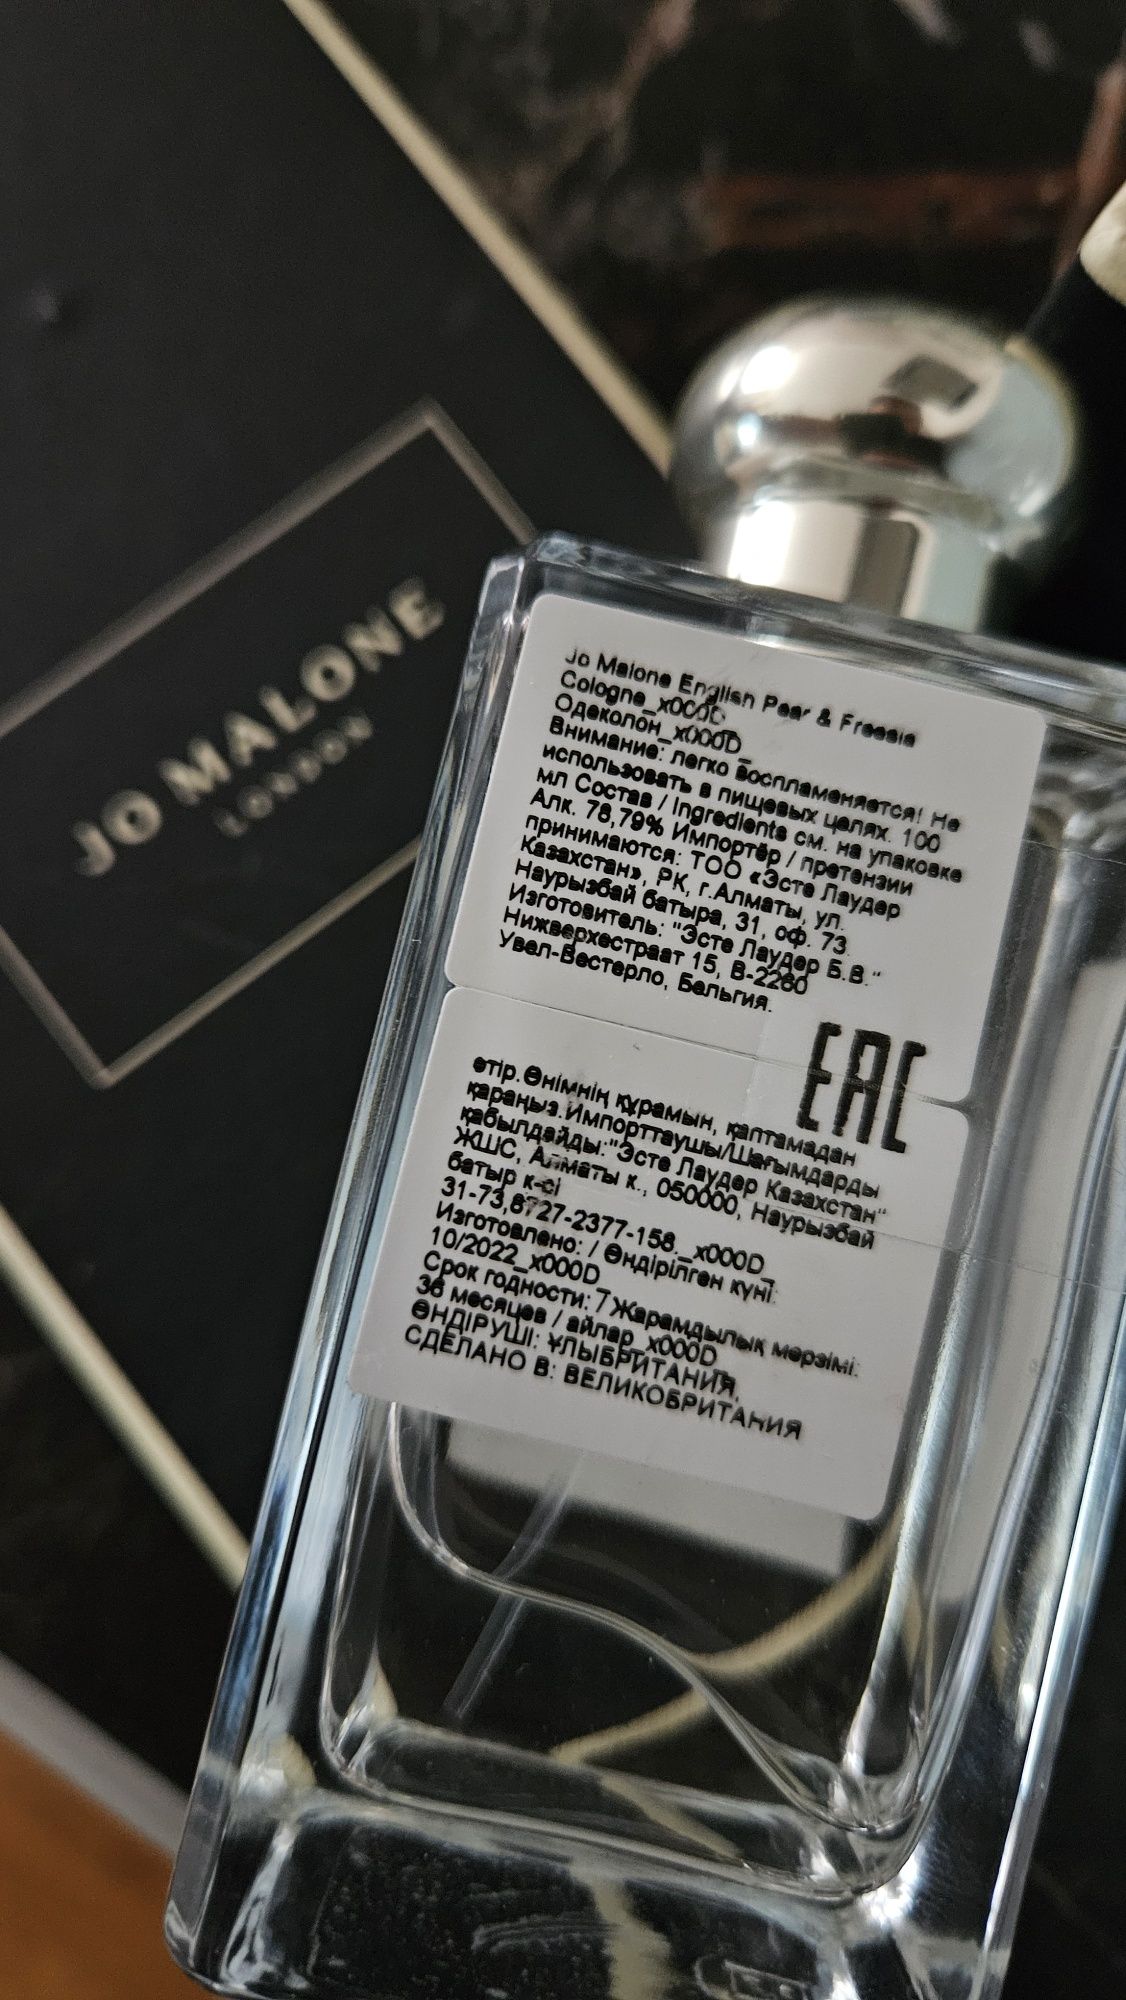 JO MALONE
LONDON
Jo Malone English Pear & Freesia
Cologne_x000D_
Одеколон_x000D_
Внимание: легко воспламеняется! Не
использовать в пищевых целях. 100
мл Состав / Ingredients см. на упаковке
Алк. 78,79% Импортёр / претензии
принимаются: ТОО «Эсте Лаудер
Казахстан», РК, г.Алматы, ул.
Наурызбай батыра, 31, оф. 73
Изготовитель: "Эсте Лаудер Б.В."
Нижверхестраат 15, B-2260
Увел-Вестерло, Бельгия.
EAC
өтір.Өнімнің құрамын, қаптамадан
қараңыз.Импорттаушы/Шағымдарды
қабылдайды:"Эсте Лаудер Казахстан"
ЖШС, Алматы к., 050000, Наурызбай
батыр к-сі
31-73,8727-2377-158._x000D_
Изготовлено: / Өндірілген күні:
10/2022_x000D_
Срок годности: / Жарамдылық мерзімі:
36 месяцев / айлар_x000D_
ӨНДІРУШІ: ҰЛЫБРИТАНИЯ,
СДЕЛАНО В: ВЕЛИКОБРИТАНИЯ